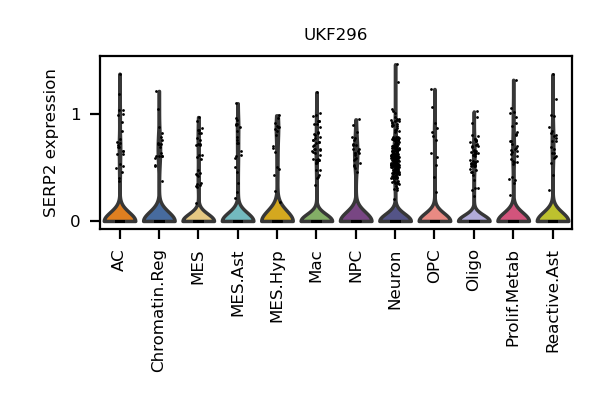 UKF296
SERP2 expression
1
0
AC
Chromatin.Reg
MES
MES.Ast
MES.Hyp
Mac
NPC
Neuron
OPC
Oligo
Prolif.Metab
Reactive.Ast